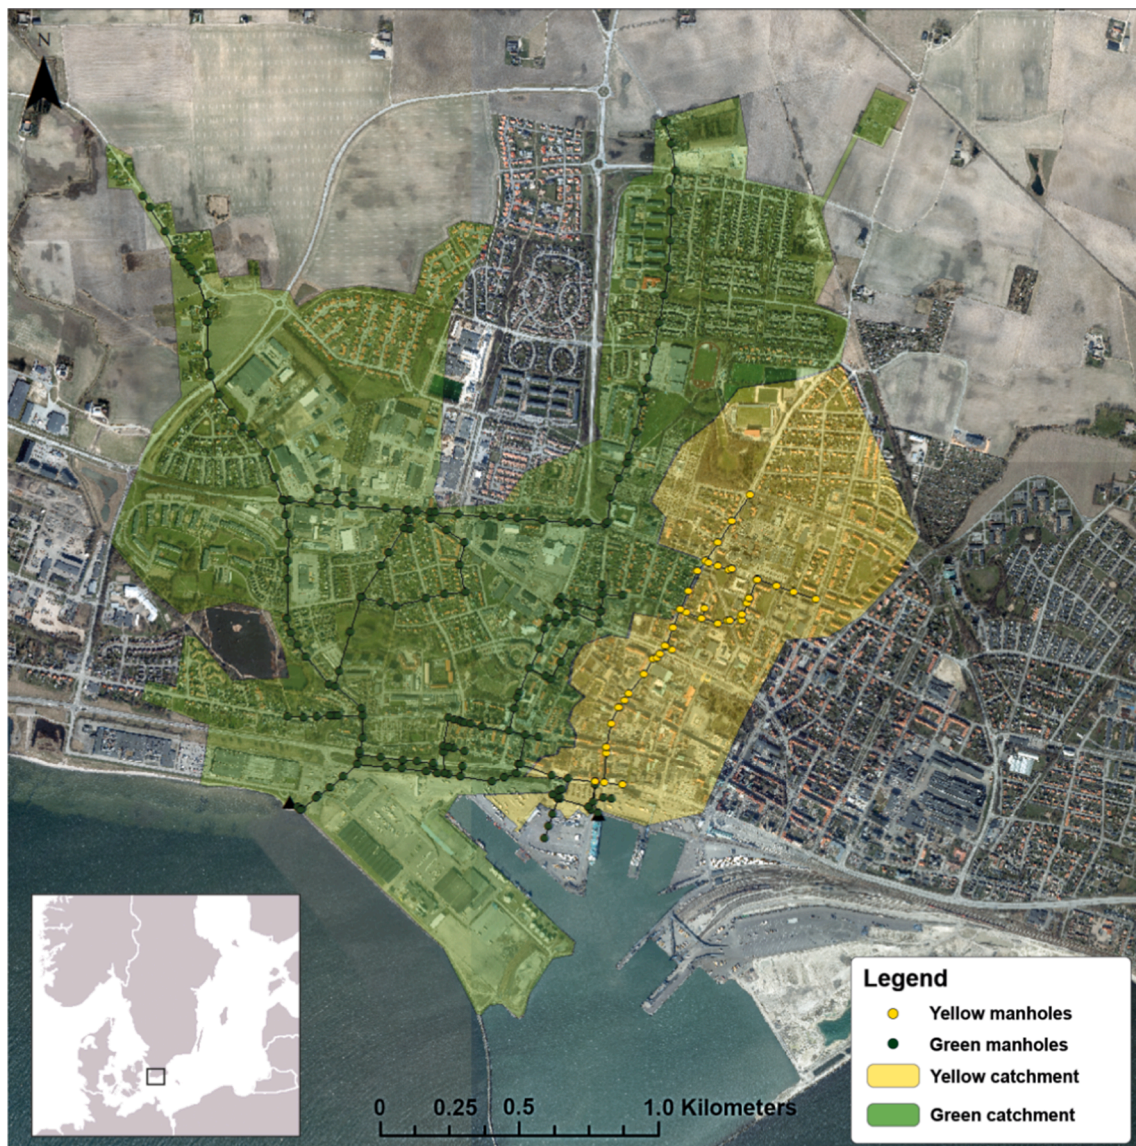 N
Legend
Yellow manholes
Green manholes
Yellow catchment
Green catchment
0 0.25 0.5 1.0 Kilometers